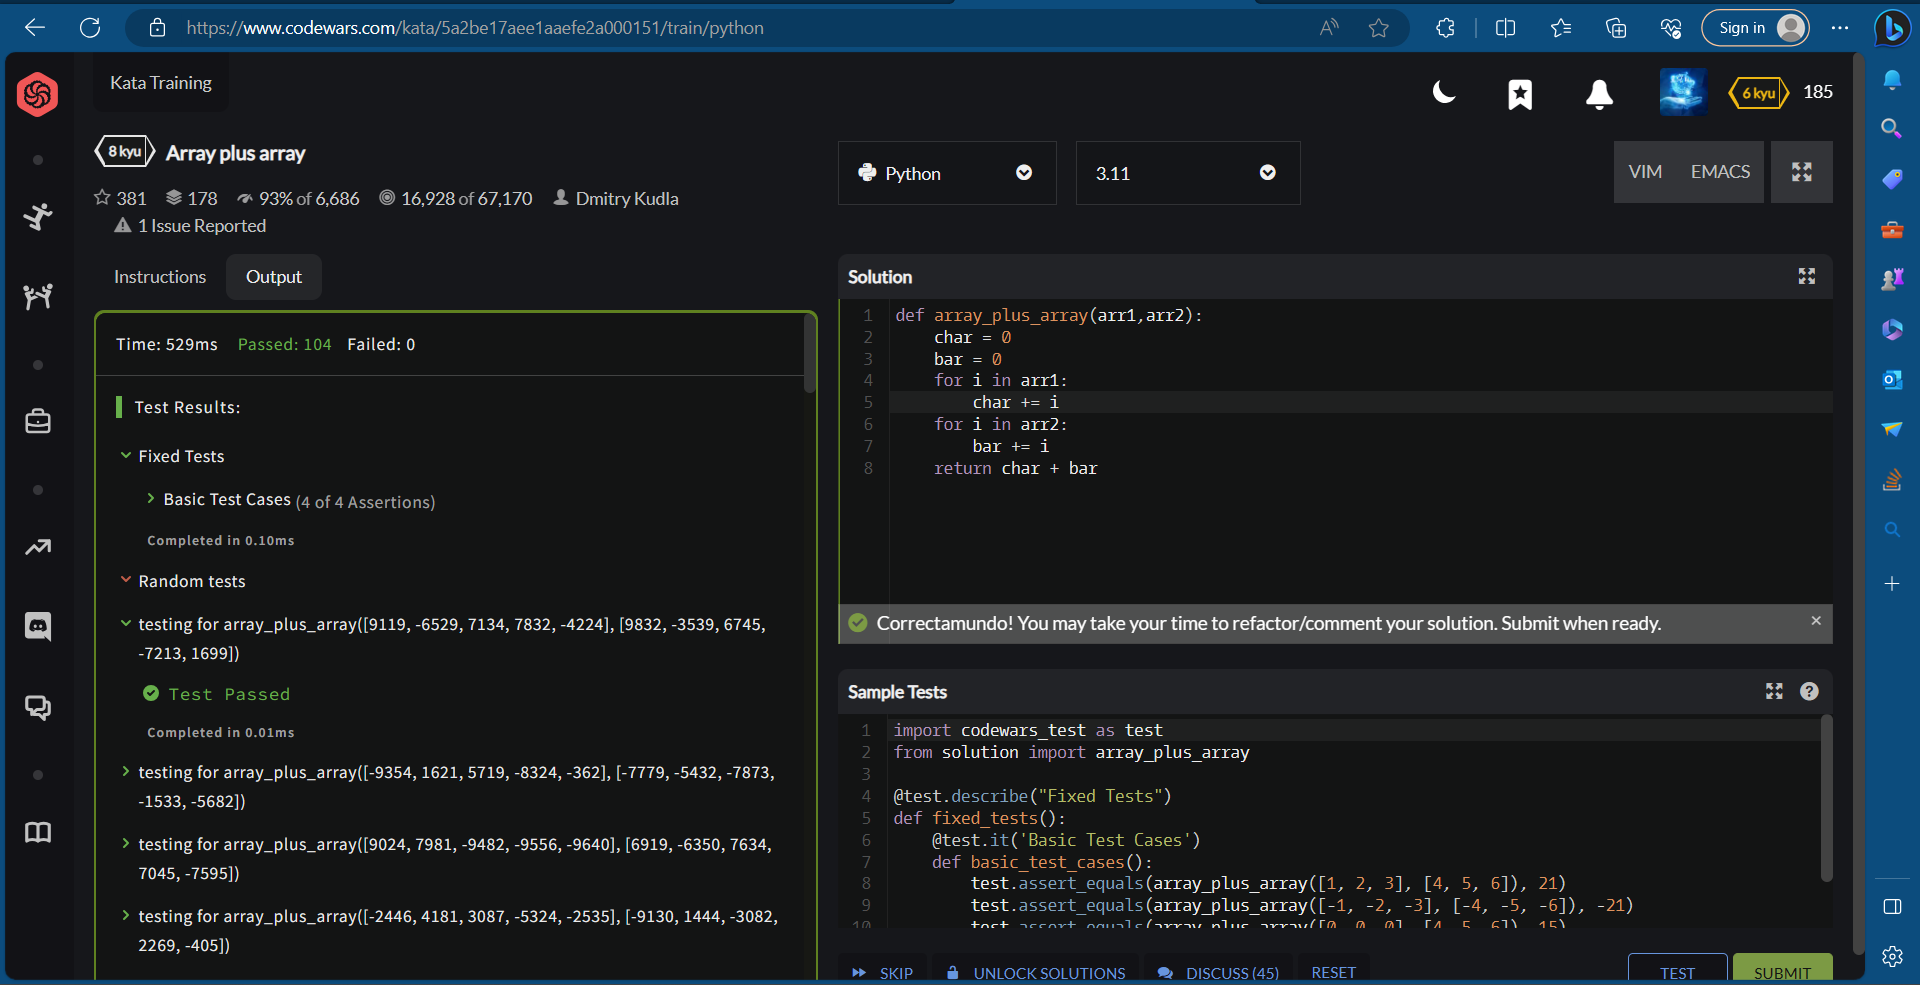 https://www.codewars.com/kata/5a2be17aee1aaefe2a000151/train/python
Sign in
Kata Training
6 kyu 185
8 kyu Array plus array
381 178 93% of 6,686 16,928 of 67,170 Dmitry Kudla
1 Issue Reported
Python
3.11
VIM EMACS
Instructions Output
Time: 529ms Passed: 104 Failed: 0
Test Results:
Fixed Tests
Basic Test Cases (4 of 4 Assertions)
Completed in 0.10ms
Random tests
testing for array_plus_array([9119, -6529, 7134, 7832, -4224], [9832, -3539, 6745,
-7213, 1699])
Test Passed
Completed in 0.01ms
testing for array_plus_array([-9354, 1621, 5719, -8324, -362], [-7779, -5432, -7873,
-1533, -5682])
testing for array_plus_array([9024, 7981, -9482, -9556, -9640], [6919, -6350, 7634,
7045, -7595])
testing for array_plus_array([-2446, 4181, 3087, -5324, -2535], [-9130, 1444, -3082,
2269, -405])
Solution
1 def array_plus_array(arr1,arr2):
2     char = 0
3     bar = 0
4     for i in arr1:
5         char += i
6     for i in arr2:
7         bar += i
8     return char + bar
Correctamundo! You may take your time to refactor/comment your solution. Submit when ready.
Sample Tests
1 import codewars_test as test
2 from solution import array_plus_array
3
4 @test.describe("Fixed Tests")
5 def fixed_tests():
6     @test.it('Basic Test Cases')
7     def basic_test_cases():
8         test.assert_equals(array_plus_array([1, 2, 3], [4, 5, 6]), 21)
9         test.assert_equals(array_plus_array([-1, -2, -3], [-4, -5, -6]), -21)
10         test.assert_equals(array_plus_array([0, 0, 0], [4, 5, 6]), 15)
SKIP UNLOCK SOLUTIONS DISCUSS (45) RESET TEST SUBMIT